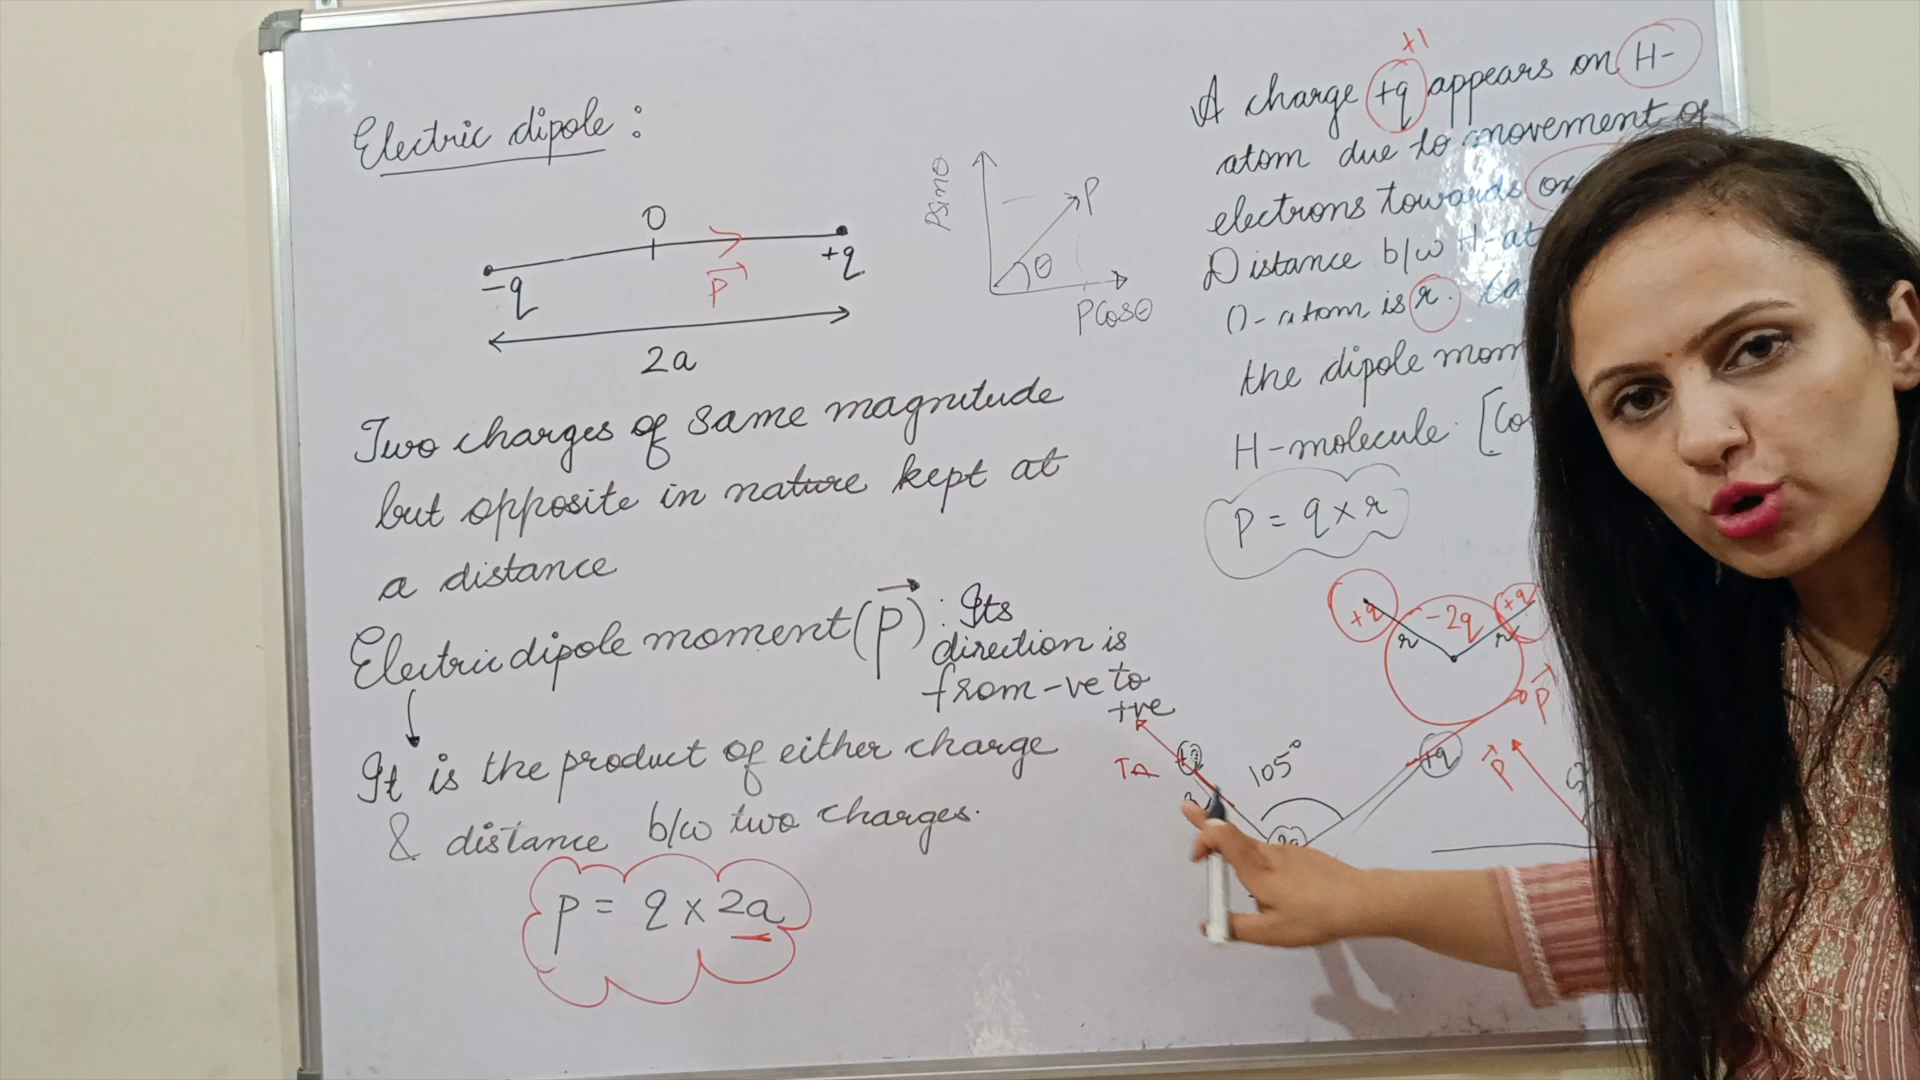 Electric dipole :
O
-q
P
+q
2a
Two charges of same magnitude
but opposite in nature kept at
a distance
Electric dipole moment (P) : Its
direction is
from -ve to
+ve
It is the product of either charge
& distance b/w two charges.
p = q × 2a
Psinθ
P
θ
Pcosθ
+1
A charge +q appears on H-
atom due to movement of
electrons towards
Distance b/w H-at
O-atom is r.
the dipole mom
H-molecule.
P = q × r
+q
-2q
+q
r
r
P
105°
+q
P